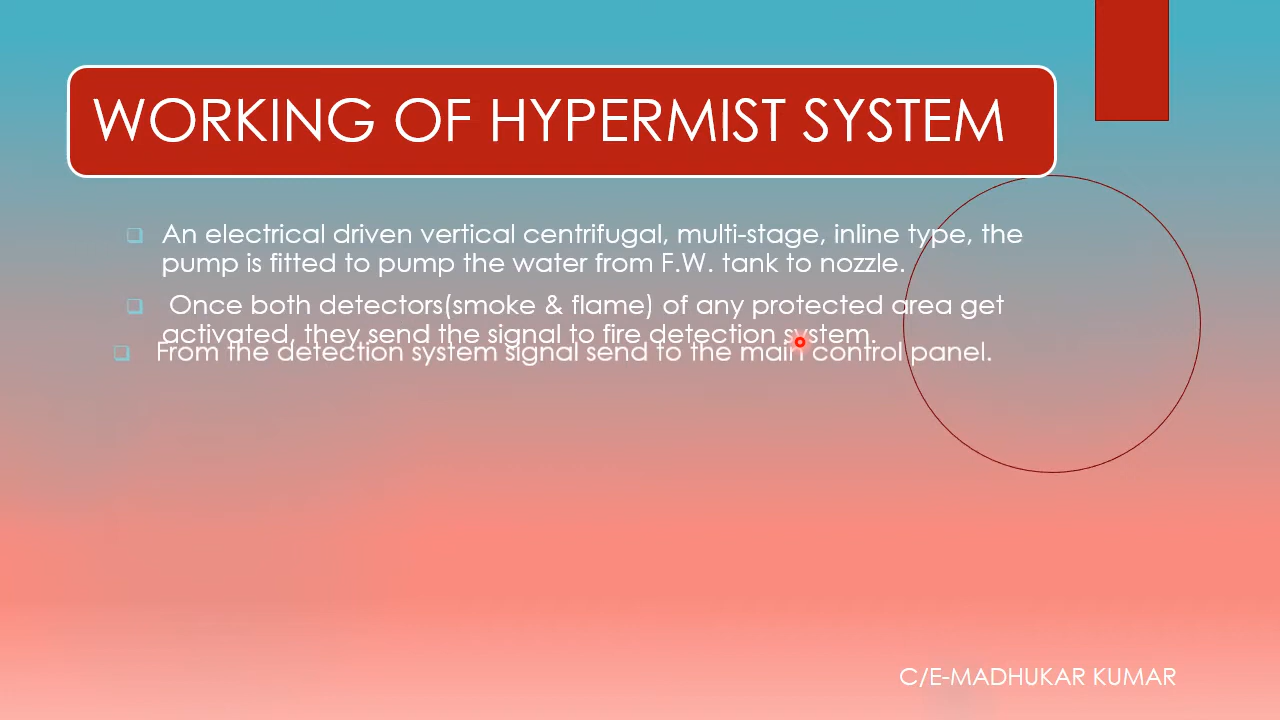 WORKING OF HYPERMIST SYSTEM
An electrical driven vertical centrifugal, multi-stage, inline type, the
pump is fitted to pump the water from F.W. tank to nozzle.
Once both detectors(smoke & flame) of any protected area get
activated, they send the signal to fire detection system.
From the detection system signal send to the main control panel.
C/E-MADHUKAR KUMAR